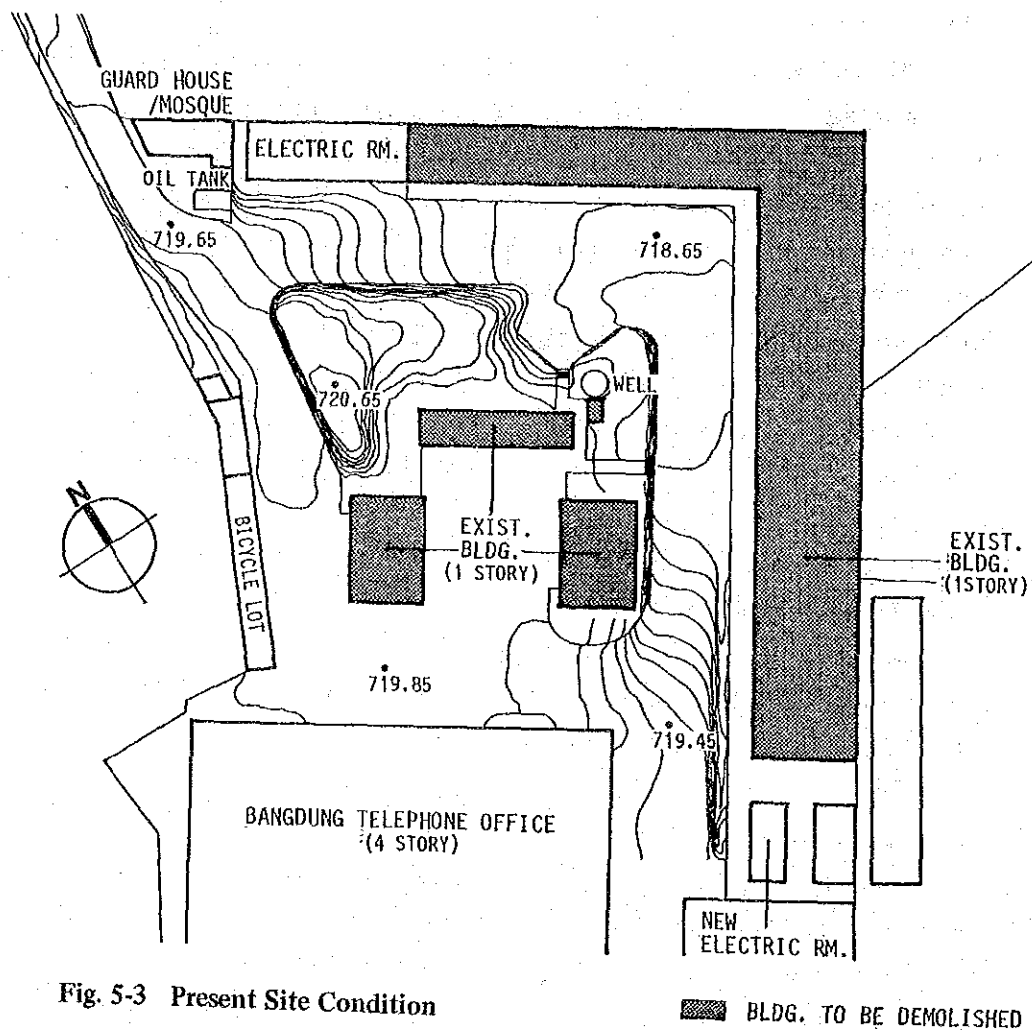 GUARD HOUSE
/MOSQUE
ELECTRIC RM.
OIL TANK
719.65
718.65
720.65
WELL
N
EXIST.
BLDG.
(1 STORY)
EXIST.
BLDG.
(1STORY)
BICYCLE LOT
719.85
719.45
BANGDUNG TELEPHONE OFFICE
(4 STORY)
NEW
ELECTRIC RM.
Fig. 5-3 Present Site Condition
BLDG. TO BE DEMOLISHED